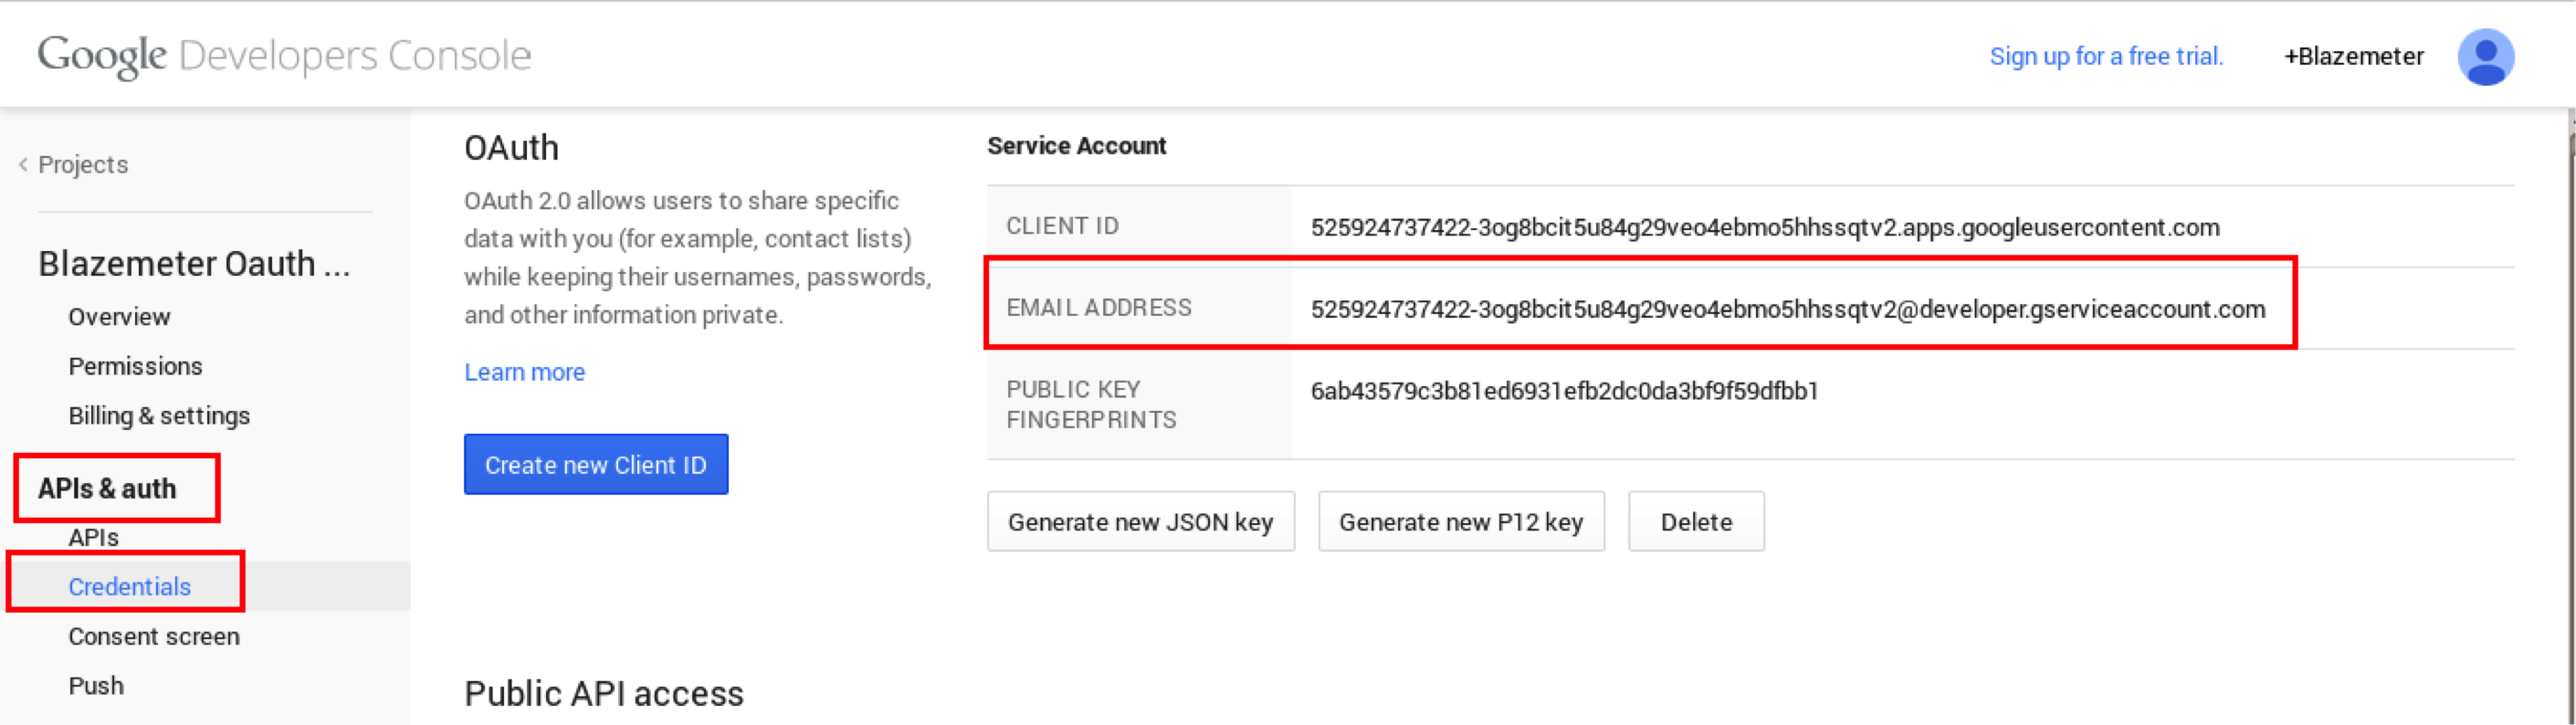 Google Developers Console
Sign up for a free trial.
+Blazemeter
< Projects
Blazemeter Oauth ...
Overview
Permissions
Billing & settings
APIs & auth
APIs
Credentials
Consent screen
Push
OAuth
OAuth 2.0 allows users to share specific
data with you (for example, contact lists)
while keeping their usernames, passwords,
and other information private.
Learn more
Create new Client ID
Service Account
CLIENT ID 525924737422-3og8bcit5u84g29veo4ebmo5hhssqtv2.apps.googleusercontent.com
EMAIL ADDRESS 525924737422-3og8bcit5u84g29veo4ebmo5hhssqtv2@developer.gserviceaccount.com
PUBLIC KEY 6ab43579c3b81ed6931efb2dc0da3bf9f59dfbb1
FINGERPRINTS
Generate new JSON key
Generate new P12 key
Delete
Public API access